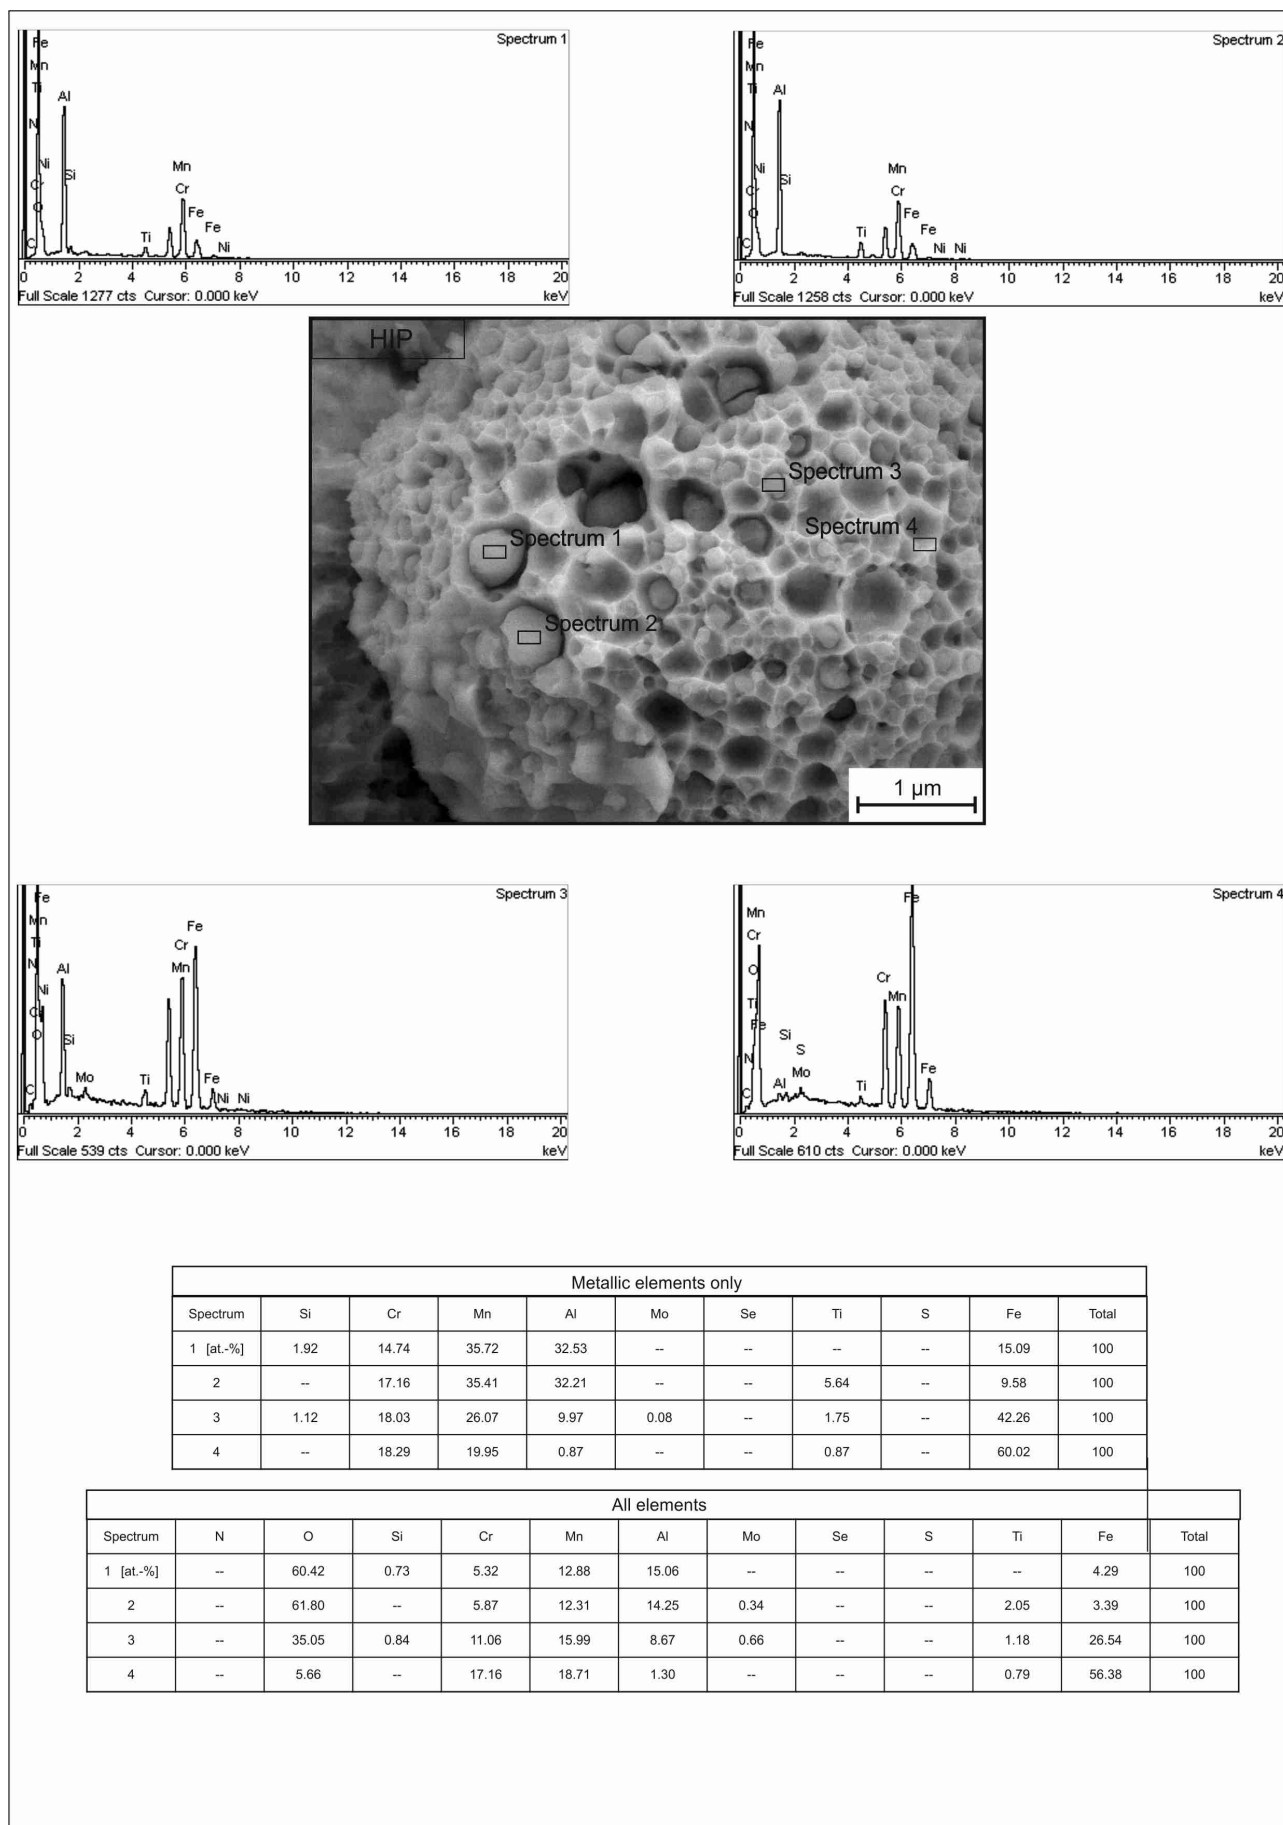 Spectrum 1
Fe
Mn
Ti
Al
N
Ni
Si
Mn
Cr
Cr
O
Fe
Fe
C
Ti
Ni
0 2 4 6 8 10 12 14 16 18 20
Full Scale 1277 cts Cursor: 0.000 keV keV
Spectrum 2
Fe
Mn
Ti
Al
N
Ni
Si
Mn
Cr
Cr
O
Fe
Fe
C
Ti
Ni Ni
0 2 4 6 8 10 12 14 16 18 20
Full Scale 1258 cts Cursor: 0.000 keV keV
HIP
Spectrum 3
Spectrum 4
Spectrum 1
Spectrum 2
1 µm
Spectrum 3
Fe
Mn
Fe
Ti
Cr
N
Al
Mn
Ni
Cr
O
Si
C
Mo
Ti
Fe
Ni Ni
0 2 4 6 8 10 12 14 16 18 20
Full Scale 539 cts Cursor: 0.000 keV keV
Spectrum 4
Fe
Mn
Cr
O
Cr
Ti
Mn
Fe
Si
S
N
Mo
Fe
C
Al
Ti
0 2 4 6 8 10 12 14 16 18 20
Full Scale 610 cts Cursor: 0.000 keV keV
Metallic elements only
Spectrum Si Cr Mn Al Mo Se Ti S Fe Total
1 [at.-%] 1.92 14.74 35.72 32.53 -- -- -- -- 15.09 100
2 -- 17.16 35.41 32.21 -- -- 5.64 -- 9.58 100
3 1.12 18.03 26.07 9.97 0.08 -- 1.75 -- 42.26 100
4 -- 18.29 19.95 0.87 -- -- 0.87 -- 60.02 100
All elements
Spectrum N O Si Cr Mn Al Mo Se S Ti Fe Total
1 [at.-%] -- 60.42 0.73 5.32 12.88 15.06 -- -- -- -- 4.29 100
2 -- 61.80 -- 5.87 12.31 14.25 0.34 -- -- 2.05 3.39 100
3 -- 35.05 0.84 11.06 15.99 8.67 0.66 -- -- 1.18 26.54 100
4 -- 5.66 -- 17.16 18.71 1.30 -- -- -- 0.79 56.38 100